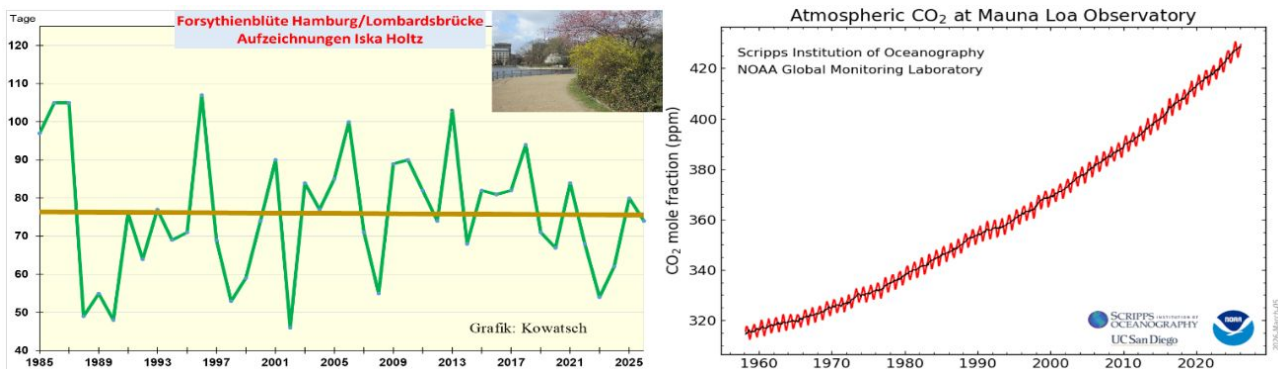 Tage
Forsythienblüte Hamburg/Lombardsbrücke
Aufzeichnungen Iska Holtz
120
110
100
90
80
70
60
50
40
1985
1989
1993
1997
2001
2005
2009
2013
2017
2021
2025
Grafik: Kowatsch
Atmospheric CO₂ at Mauna Loa Observatory
Scripps Institution of Oceanography
NOAA Global Monitoring Laboratory
CO₂ mole fraction (ppm)
420
400
380
360
340
320
1960
1970
1980
1990
2000
2010
2020
SCRIPPS INSTITUTION OF
OCEANOGRAPHY
UC San Diego
NOAA